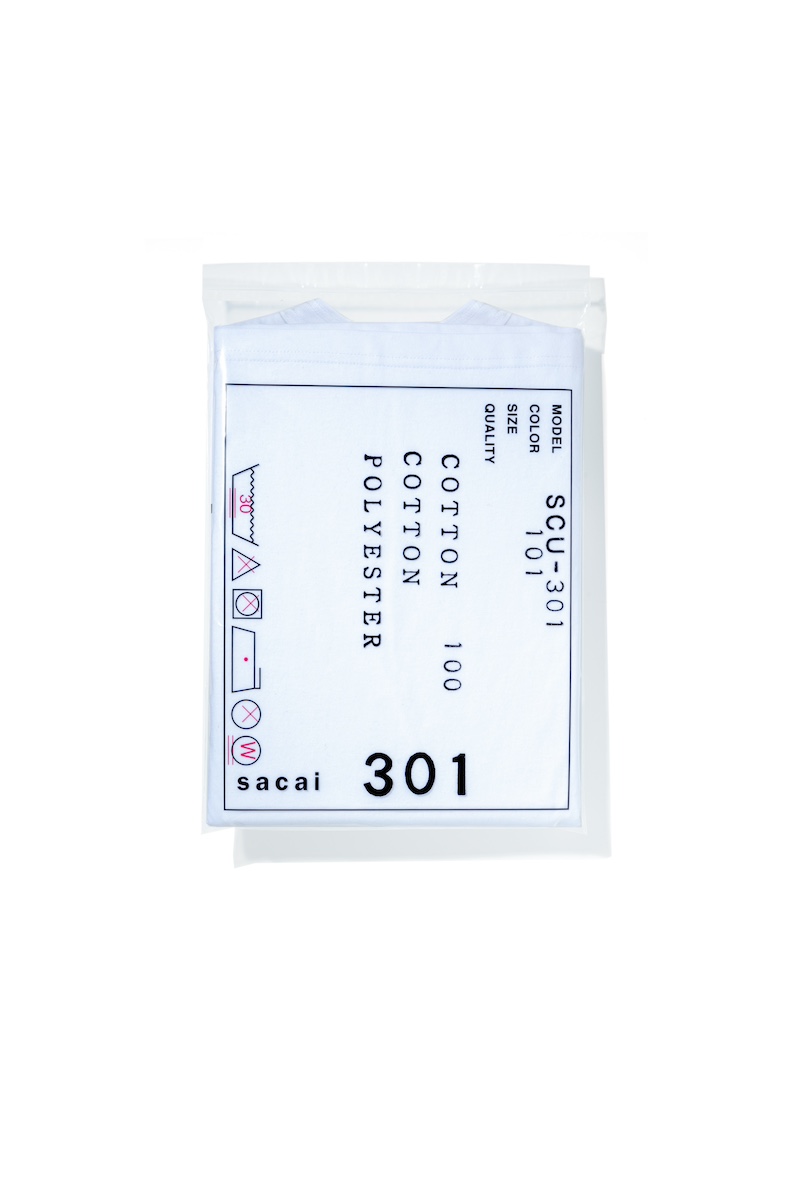 MODEL SCU-301
COLOR 101
SIZE
QUALITY
COTTON 100
COTTON
POLYESTER
30
W
sacai 301